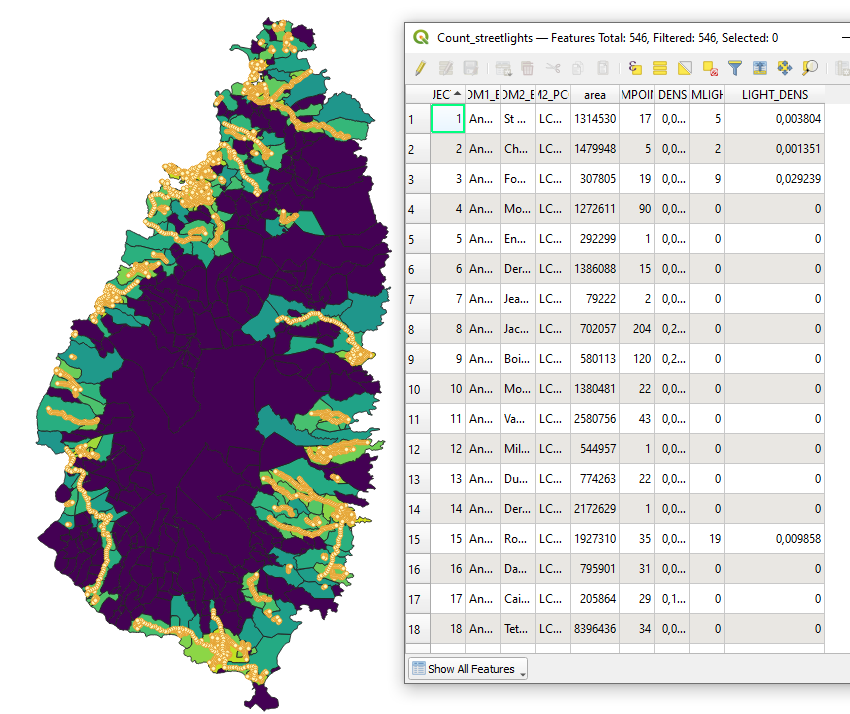 Count_streetlights — Features Total: 546, Filtered: 546, Selected: 0
JEC DM1_E DM2_E M2_PC area MPOIN DENS MLIGH LIGHT_DENS
1 1 An... St ... LC... 1314530 17 0,0... 5 0,003804
2 2 An... Ch... LC... 1479948 5 0,0... 2 0,001351
3 3 An... Fo... LC... 307805 19 0,0... 9 0,029239
4 4 An... Mo... LC... 1272611 90 0,0... 0 0
5 5 An... En... LC... 292299 1 0,0... 0 0
6 6 An... Der... LC... 1386088 15 0,0... 0 0
7 7 An... Jea... LC... 79222 2 0,0... 0 0
8 8 An... Jac... LC... 702057 204 0,2... 0 0
9 9 An... Boi... LC... 580113 120 0,2... 0 0
10 10 An... Mo... LC... 1380481 22 0,0... 0 0
11 11 An... Va... LC... 2580756 43 0,0... 0 0
12 12 An... Mil... LC... 544957 1 0,0... 0 0
13 13 An... Du... LC... 774263 22 0,0... 0 0
14 14 An... Der... LC... 2172629 1 0,0... 0 0
15 15 An... Ro... LC... 1927310 35 0,0... 19 0,009858
16 16 An... Da... LC... 795901 31 0,0... 0 0
17 17 An... Cai... LC... 205864 29 0,1... 0 0
18 18 An... Tet... LC... 8396436 34 0,0... 0 0
Show All Features